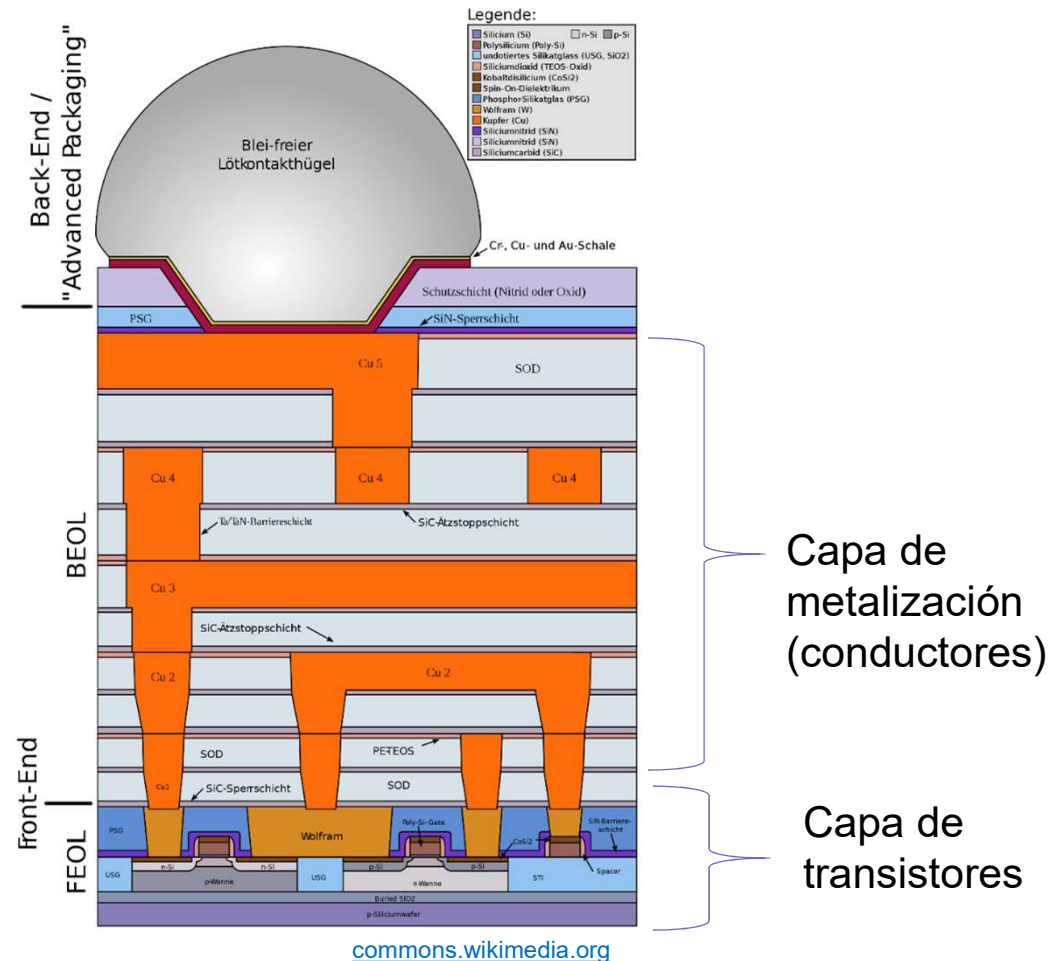 Legende:
Silicium (Si)
n-Si
p-Si
Polysilicium (Poly-Si)
undotiertes Silikatglass (USG, SiO2)
Siliciumdioxid (TEOS-Oxid)
Kobaltdisilicium (CoSi2)
Spin-On-Dielektrikum
Phosphor-Silikatglas (PSG)
Wolfram (W)
Kupfer (Cu)
Siliciumnitrid (SiN)
Siliciumnitrid (SiN)
Siliciumcarbid (SiC)
Back-End /
"Advanced Packaging"
Blei-freier
Lötkontakthügel
Cr-, Cu- und Au-Schale
Schutzschicht (Nitrid oder Oxid)
PSG
SiN-Sperrschicht
BEOL
Cu 5
SOD
Cu 4
Cu 4
Cu 4
Ta/TaN-Barriereschicht
SiC-Ätzstoppschicht
Cu 3
SiC-Ätzstoppschicht
Cu 2
Cu 2
SOD
PE-TEOS
Cu1
SiC-Sperrschicht
SOD
Capa de
metalización
(conductores)
Front-End
FEOL
PSG
Wolfram
Poly-Si-Gate
SiN-Barriere-
schicht
CoSi2
USG
n-Si
n-Si
p-Wanne
USG
p-Si
p-Si
n-Wanne
STI
Spacer
Buried SiO2
p-Siliciumwafer
Capa de
transistores
commons.wikimedia.org